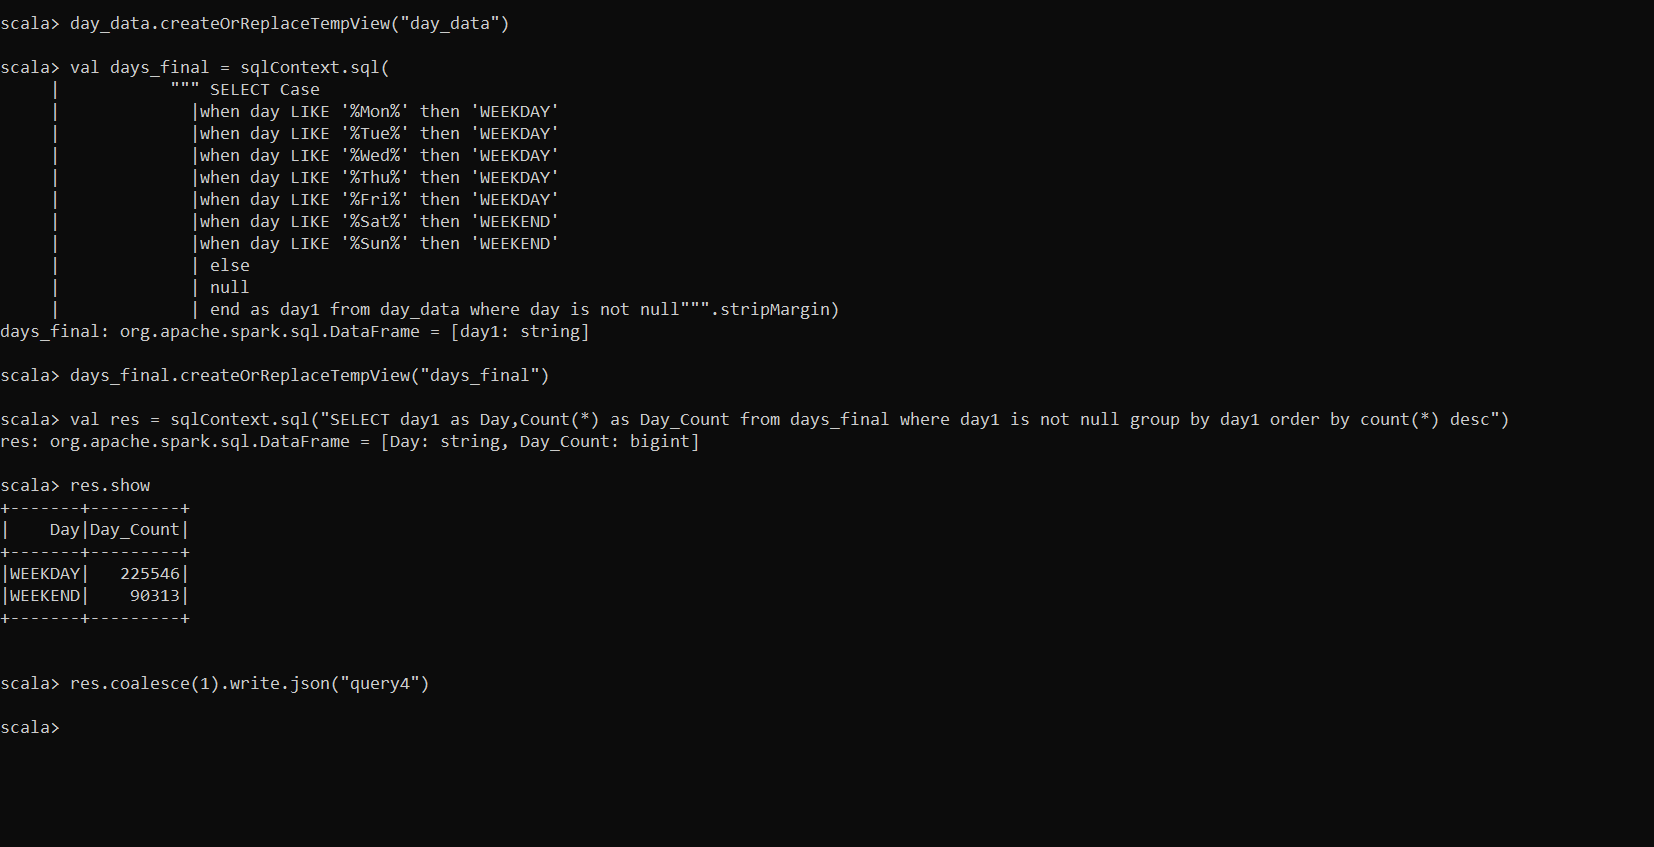 scala> day_data.createOrReplaceTempView("day_data")
scala> val days_final = sqlContext.sql(
     |           """ SELECT Case
     |             |when day LIKE '%Mon%' then 'WEEKDAY'
     |             |when day LIKE '%Tue%' then 'WEEKDAY'
     |             |when day LIKE '%Wed%' then 'WEEKDAY'
     |             |when day LIKE '%Thu%' then 'WEEKDAY'
     |             |when day LIKE '%Fri%' then 'WEEKDAY'
     |             |when day LIKE '%Sat%' then 'WEEKEND'
     |             |when day LIKE '%Sun%' then 'WEEKEND'
     |             | else
     |             | null
     |             | end as day1 from day_data where day is not null""".stripMargin)
days_final: org.apache.spark.sql.DataFrame = [day1: string]
scala> days_final.createOrReplaceTempView("days_final")
scala> val res = sqlContext.sql("SELECT day1 as Day,Count(*) as Day_Count from days_final where day1 is not null group by day1 order by count(*) desc")
res: org.apache.spark.sql.DataFrame = [Day: string, Day_Count: bigint]
scala> res.show
+-------+---------+
|    Day|Day_Count|
+-------+---------+
|WEEKDAY|   225546|
|WEEKEND|    90313|
+-------+---------+
scala> res.coalesce(1).write.json("query4")
scala>